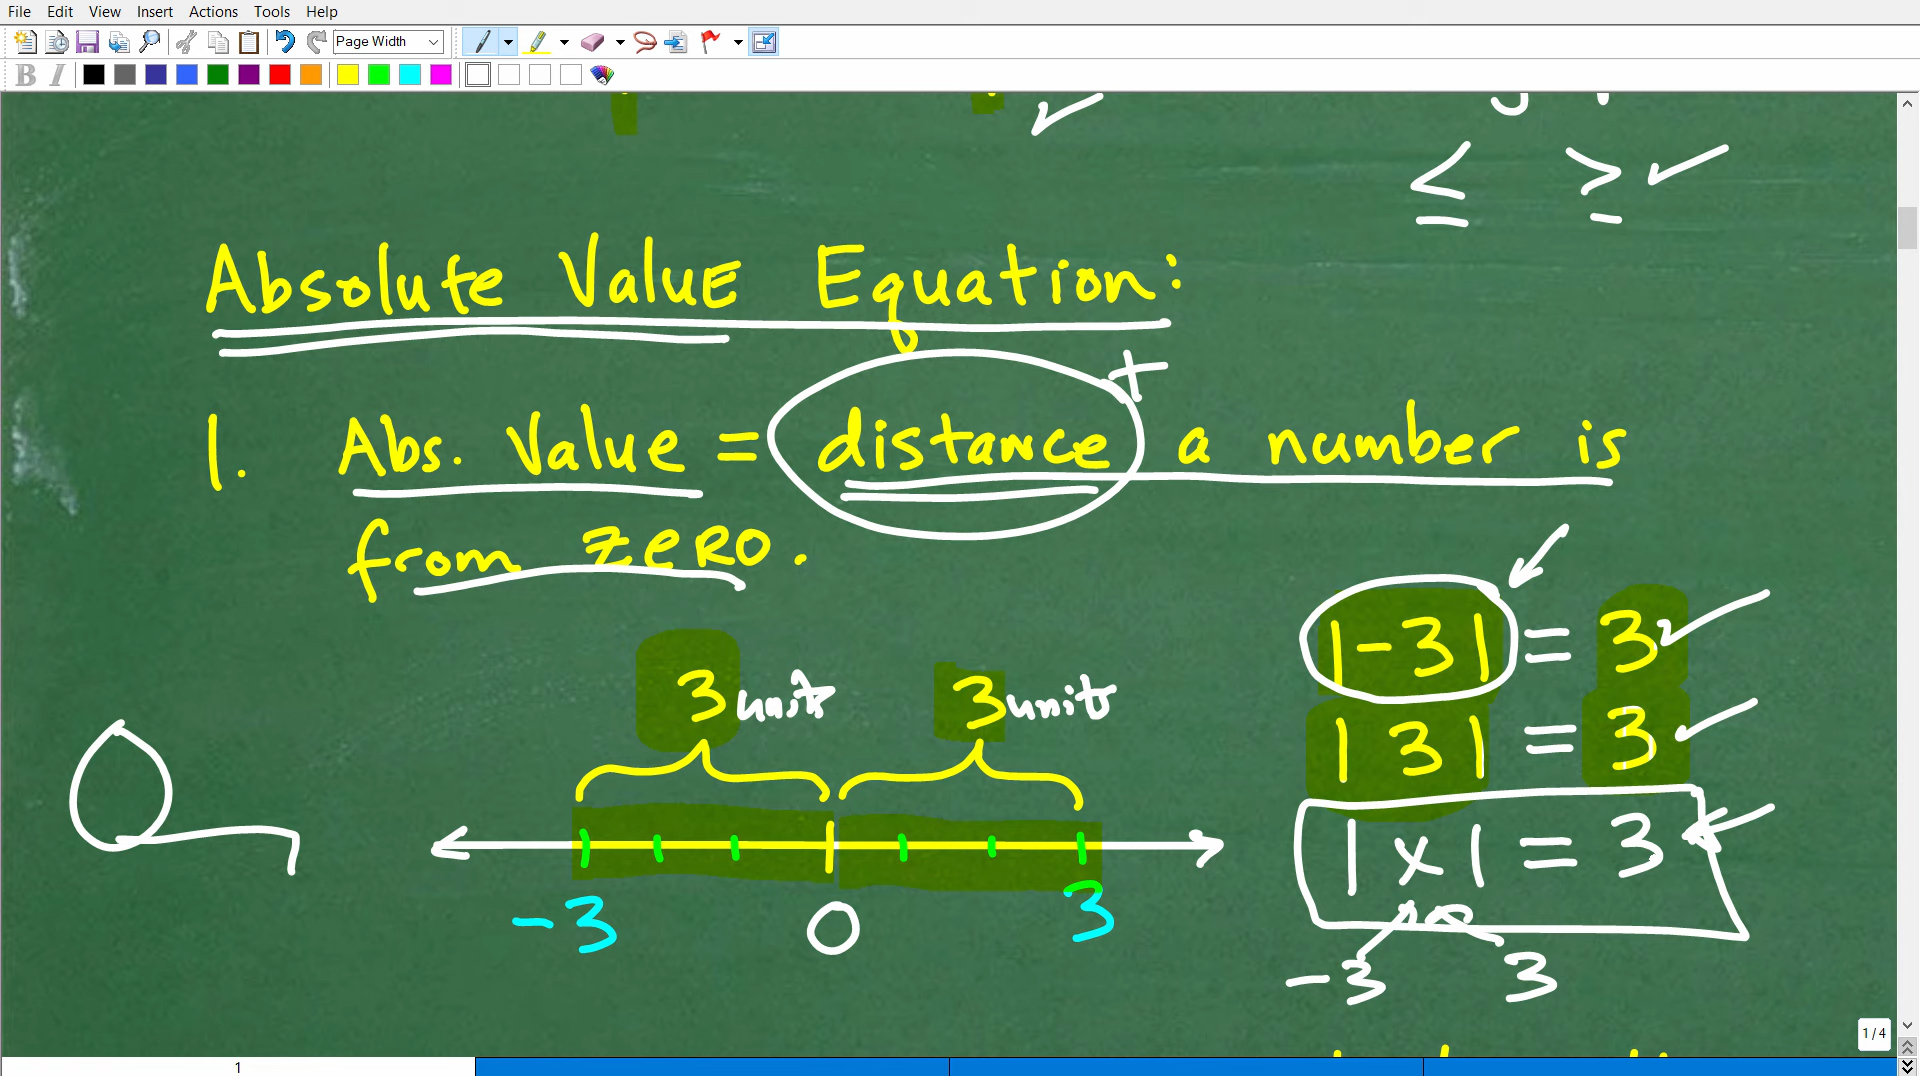 File Edit View Insert Actions Tools Help
Page Width
B I
≤ ≥
Absolute Value Equation:
+
1. Abs. Value = distance a number is
from zero.
|-3| = 3
3 units 3 units
|3| = 3
|x| = 3
-3 0 3
-3 3
1/4
1